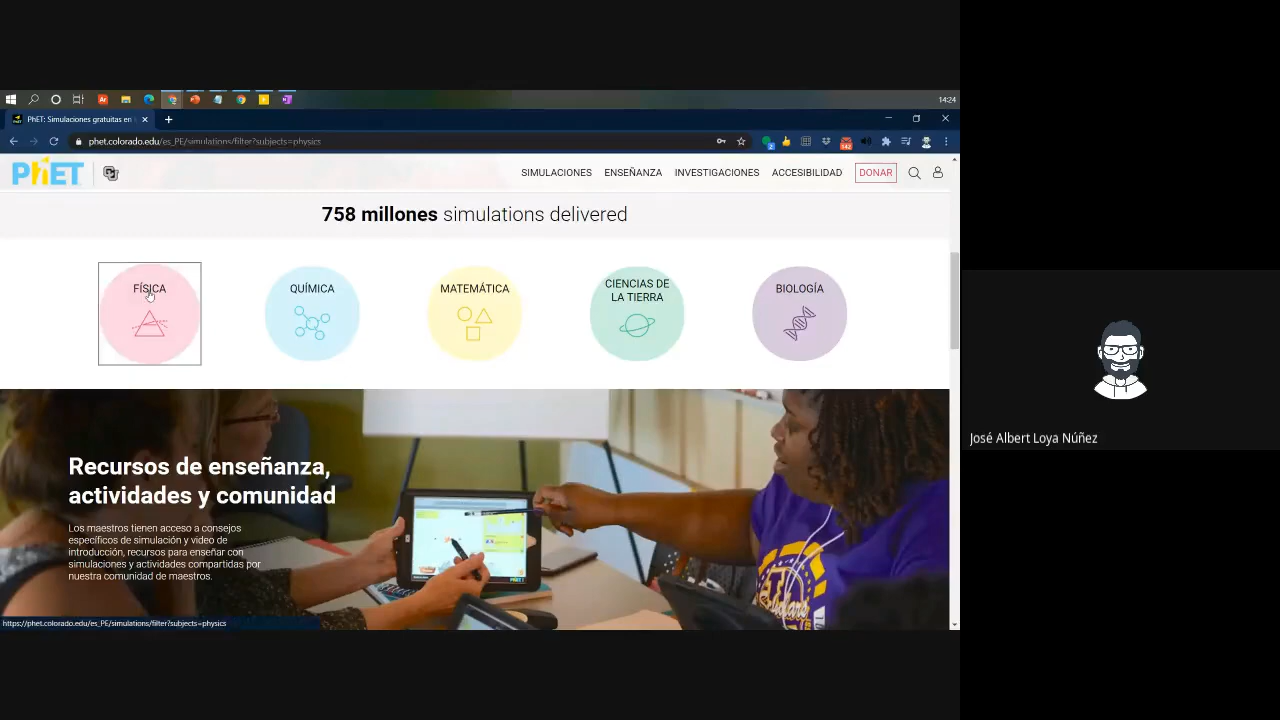 14:24
PhET: Simulaciones gratuitas en
phet.colorado.edu/es_PE/simulations/filter?subjects=physics
2
142
PhET
SIMULACIONES
ENSEÑANZA
INVESTIGACIONES
ACCESIBILIDAD
DONAR
758 millones simulations delivered
FÍSICA
QUÍMICA
MATEMÁTICA
CIENCIAS DE
LA TIERRA
BIOLOGÍA
Recursos de enseñanza,
actividades y comunidad
Los maestros tienen acceso a consejos
específicos de simulación y video de
introducción, recursos para enseñar con
simulaciones y actividades compartidas por
nuestra comunidad de maestros.
José Albert Loya Núñez
https://phet.colorado.edu/es_PE/simulations/filter?subjects=physics